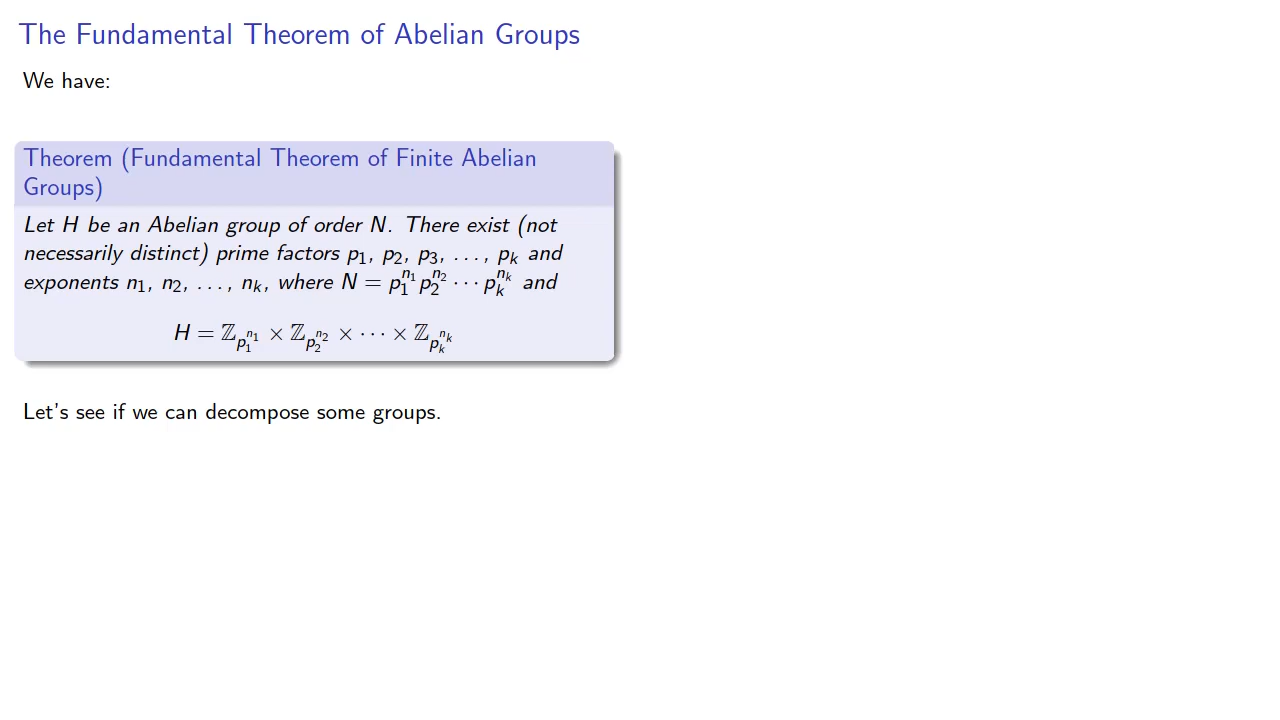 The Fundamental Theorem of Abelian Groups
We have:
Theorem (Fundamental Theorem of Finite Abelian
Groups)
Let H be an Abelian group of order N. There exist (not
necessarily distinct) prime factors p₁, p₂, p₃, ..., pₖ and
exponents n₁, n₂, ..., nₖ, where N = p₁^{n₁} p₂^{n₂} ⋯ pₖ^{nₖ} and
H = ℤ_{p₁^{n₁}} × ℤ_{p₂^{n₂}} × ⋯ × ℤ_{pₖ^{nₖ}}
Let's see if we can decompose some groups.